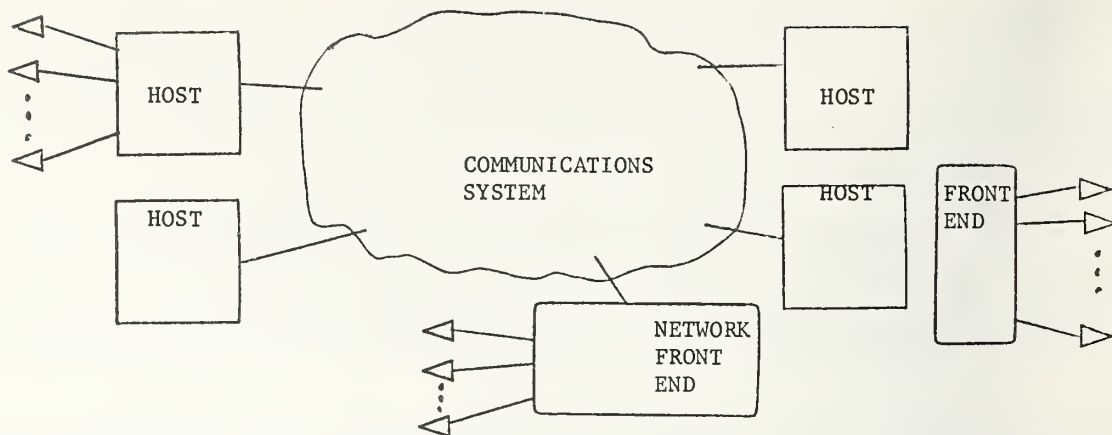 HOST
HOST
COMMUNICATIONS
SYSTEM
HOST
HOST
FRONT
END
NETWORK
FRONT
END